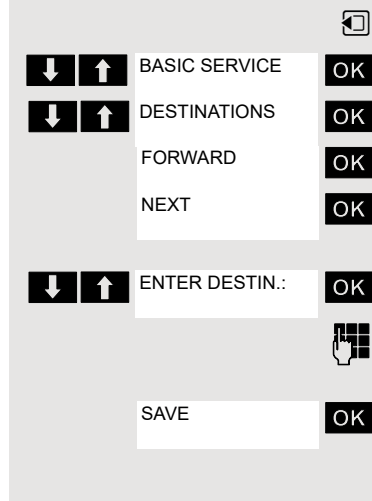 BASIC SERVICE OK
DESTINATIONS OK
FORWARD OK
NEXT OK
ENTER DESTIN.: OK
SAVE OK